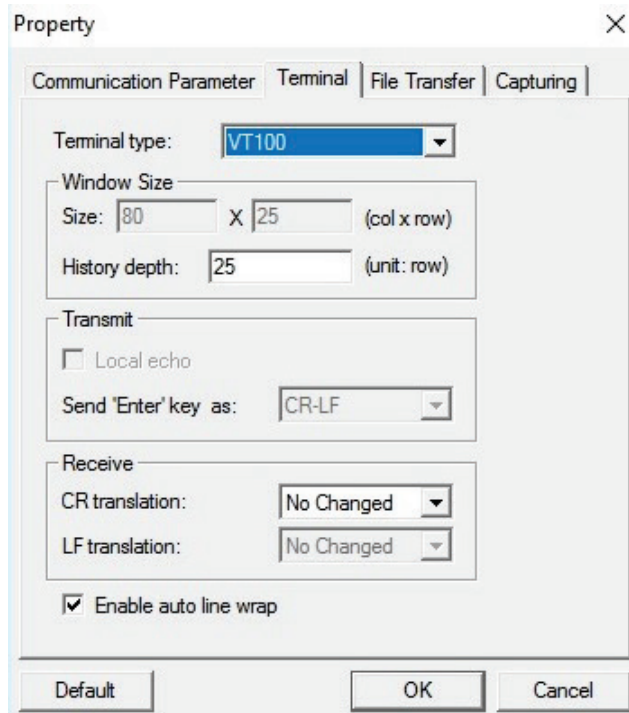 Property
Communication Parameter Terminal File Transfer Capturing
Terminal type: VT100
Window Size
Size: 80 X 25 (col x row)
History depth: 25 (unit: row)
Transmit
Local echo
Send 'Enter' key as: CR-LF
Receive
CR translation: No Changed
LF translation: No Changed
Enable auto line wrap
Default OK Cancel